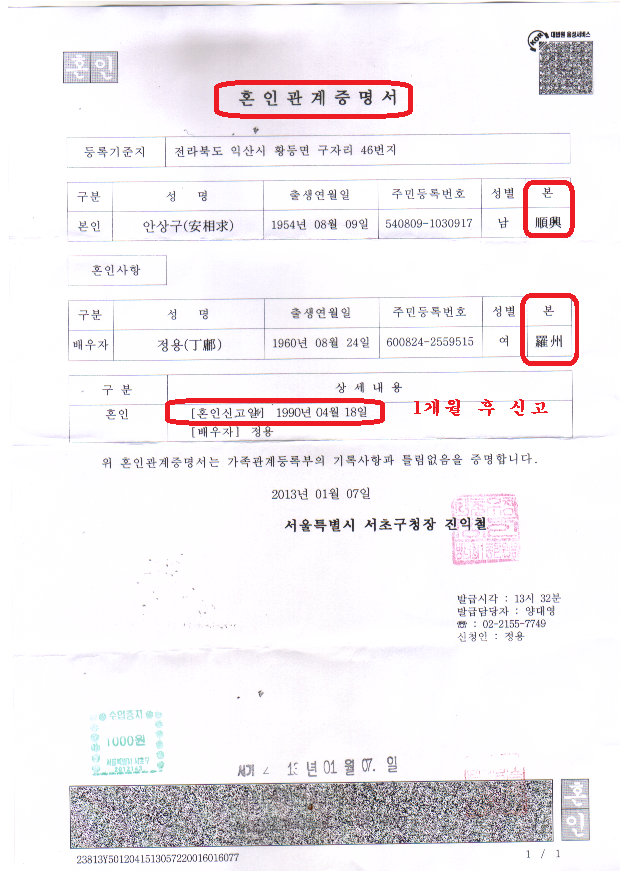 대법원 음성서비스
혼인
혼인관계증명서
등록기준지 전라북도 익산시 황등면 구자리 46번지
구분 성 명 출생연월일 주민등록번호 성별 본
본인 안상구(安相求) 1954년 08월 09일 540809-1030917 남 順興
혼인사항
구분 성 명 출생연월일 주민등록번호 성별 본
배우자 정용(丁鄘) 1960년 08월 24일 600824-2559515 여 羅州
구 분 상 세 내 용
혼인 [혼인신고일] 1990년 04월 18일 1개월 후 신고
[배우자] 정용
위 혼인관계증명서는 가족관계등록부의 기록사항과 틀림없음을 증명합니다.
2013년 01월 07일
서울특별시 서초구청장 진익철
발급시각 : 13시 32분
발급담당자 : 양대영
☎ : 02-2155-7749
신청인 : 정용
수입증지
1000원
서울특별시 서초구
서기 2 13 년 01 월 07. 일
혼인
23813Y5012041513057220016016077
1 / 1